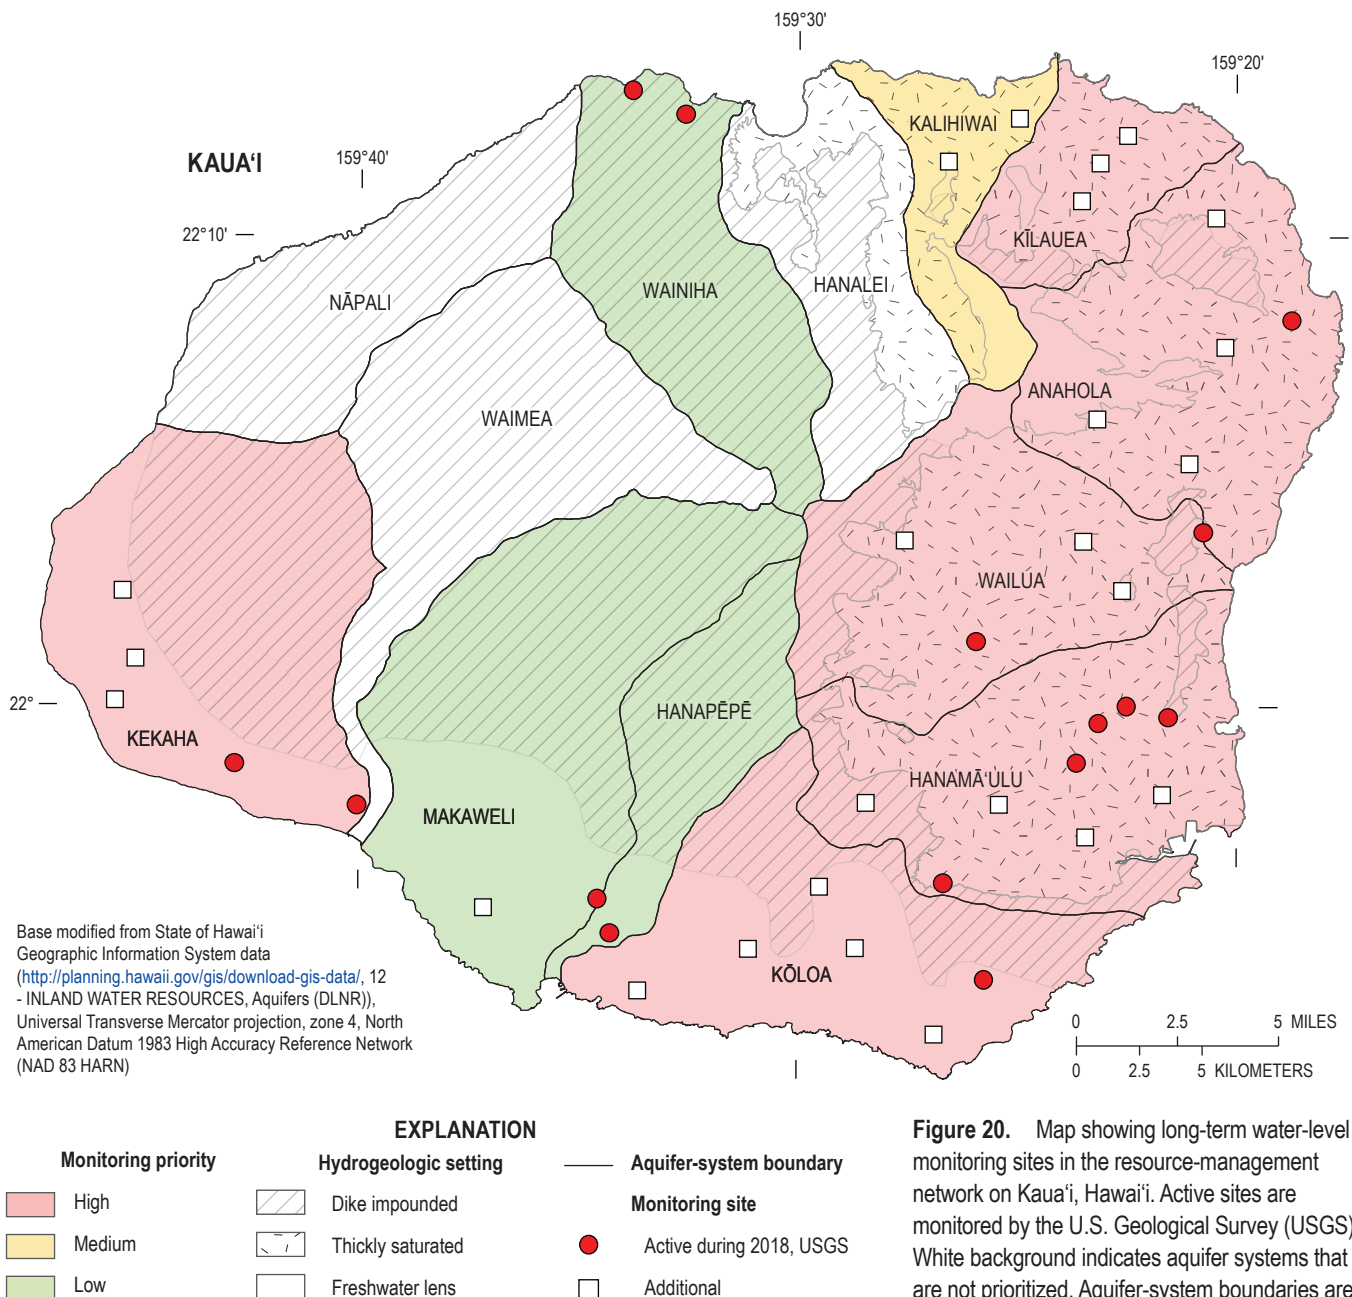 159°30'
159°20'
KALIHIWAI
KAUAʻI
159°40'
22°10'
KĪLAUEA
NĀPALI
WAINIHA
HANALEI
WAIMEA
ANAHOLA
WAILUA
22°
HANAPĒPĒ
KEKAHA
HANAMĀʻULU
MAKAWELI
KŌLOA
Base modified from State of Hawaiʻi
Geographic Information System data
(http://planning.hawaii.gov/gis/download-gis-data/, 12
- INLAND WATER RESOURCES, Aquifers (DLNR)),
Universal Transverse Mercator projection, zone 4, North
American Datum 1983 High Accuracy Reference Network
(NAD 83 HARN)
0 2.5 5 MILES
0 2.5 5 KILOMETERS
EXPLANATION
Monitoring priority
High
Medium
Low
Hydrogeologic setting
Dike impounded
Thickly saturated
Freshwater lens
Aquifer-system boundary
Monitoring site
Active during 2018, USGS
Additional
Figure 20. Map showing long-term water-level
monitoring sites in the resource-management
network on Kauaʻi, Hawaiʻi. Active sites are
monitored by the U.S. Geological Survey (USGS)
White background indicates aquifer systems that
are not prioritized. Aquifer-system boundaries are